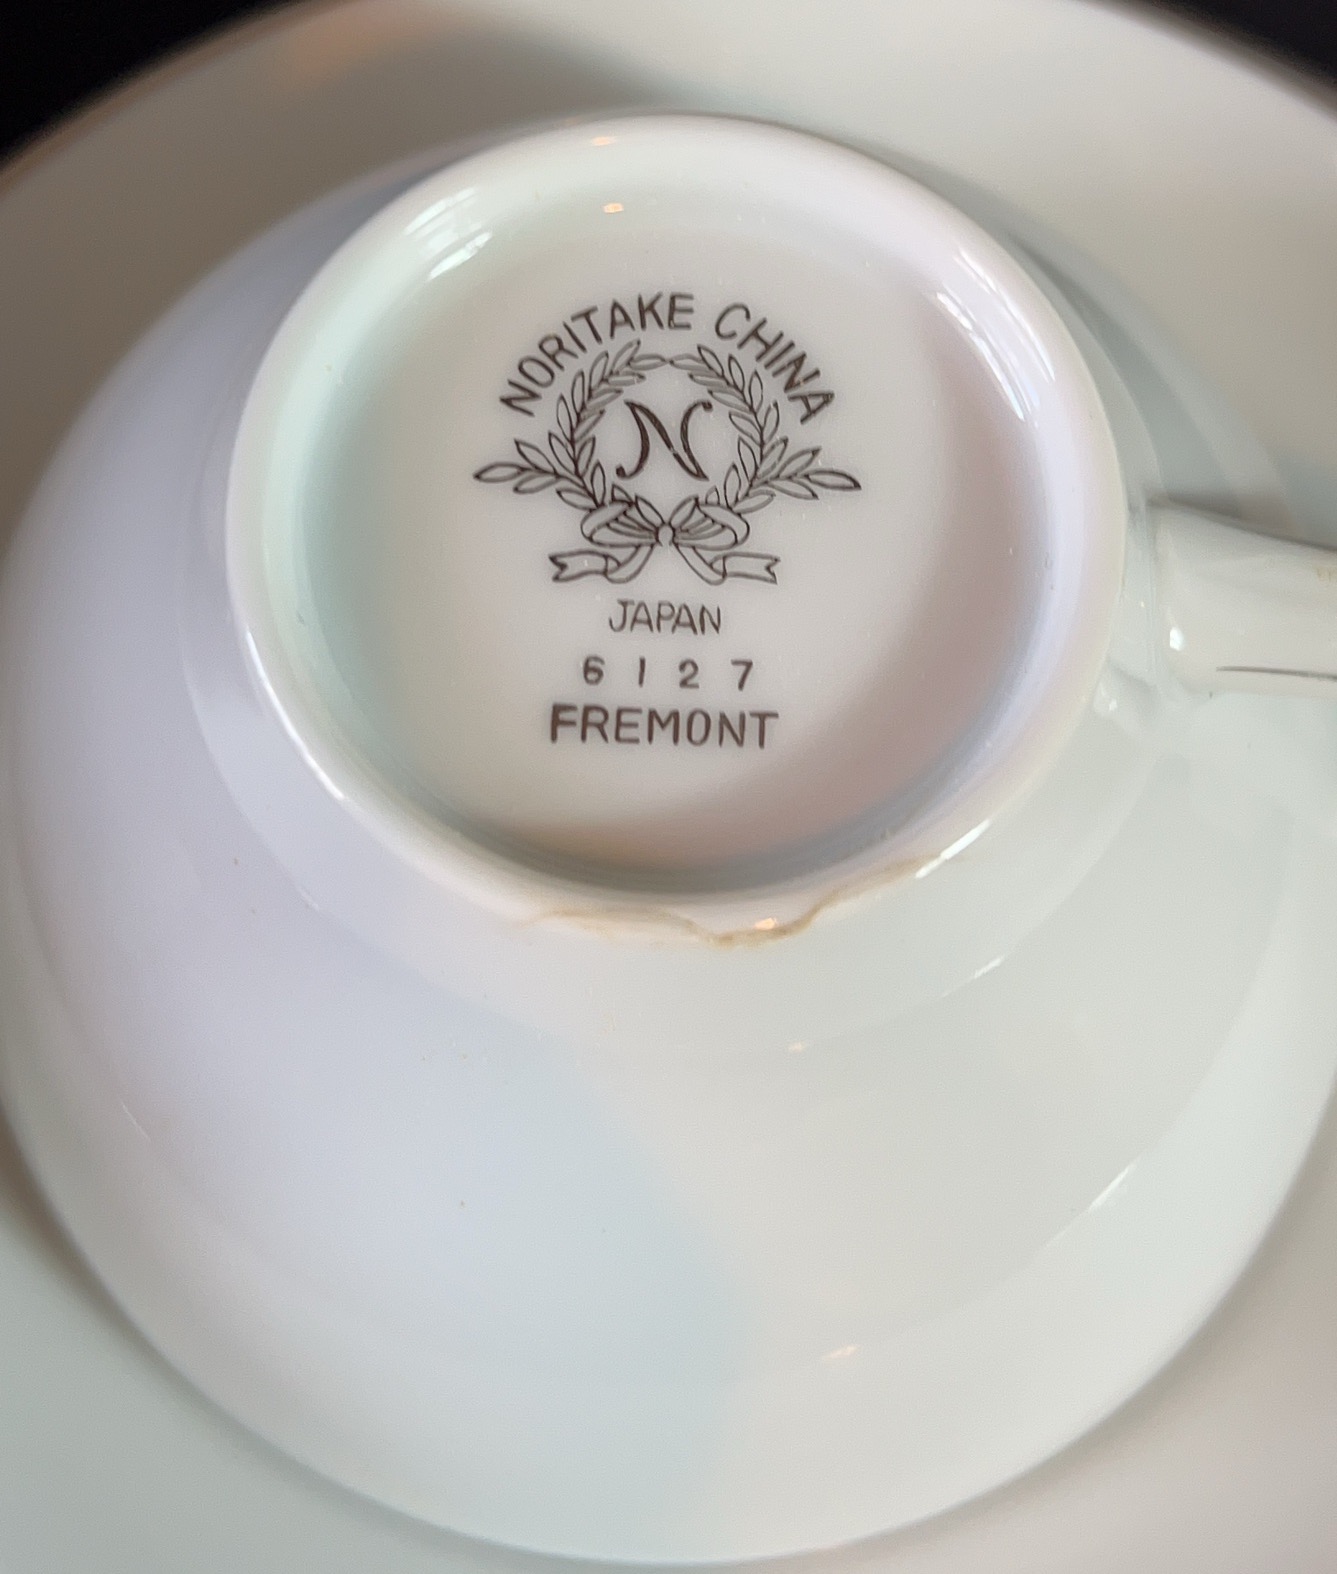 NORITAKE CHINA
N
JAPAN
6127
FREMONT